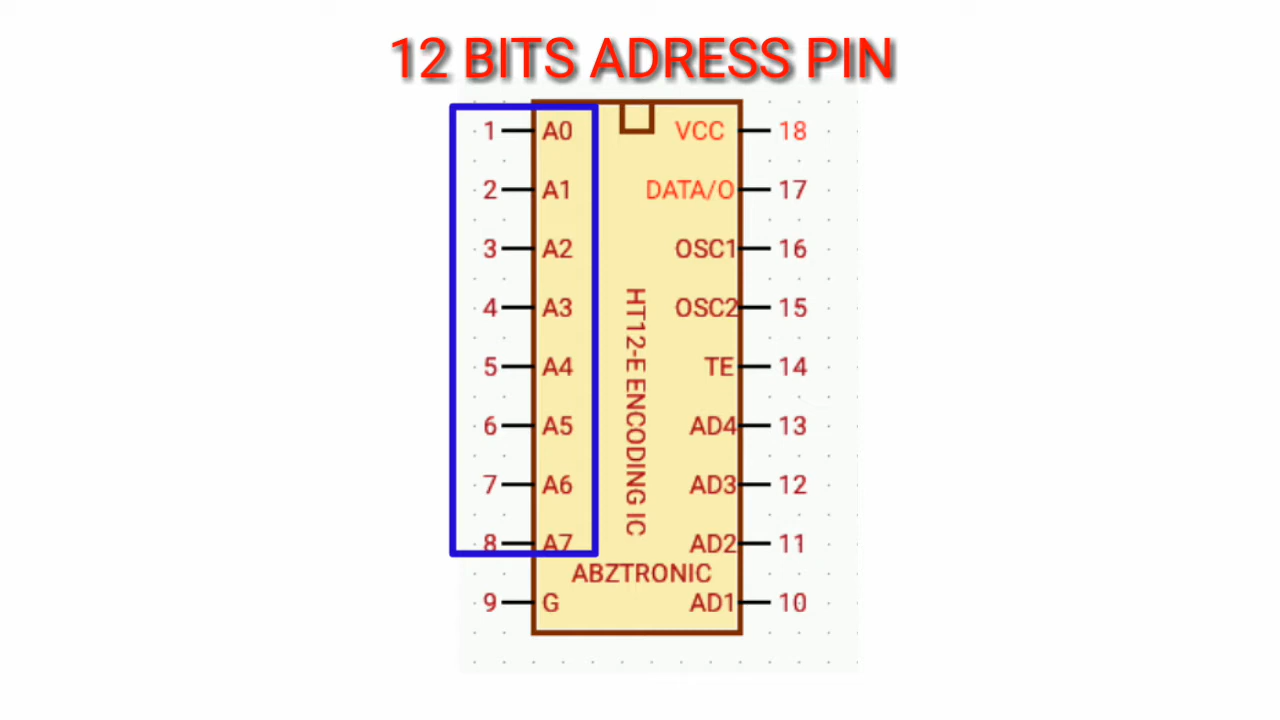 12 BITS ADRESS PIN
1 A0 VCC 18
2 A1 DATA/O 17
3 A2 OSC1 16
4 A3 OSC2 15
5 A4 TE 14
6 A5 AD4 13
7 A6 AD3 12
8 A7 AD2 11
HT12-E ENCODING IC
ABZTRONIC
9 G AD1 10